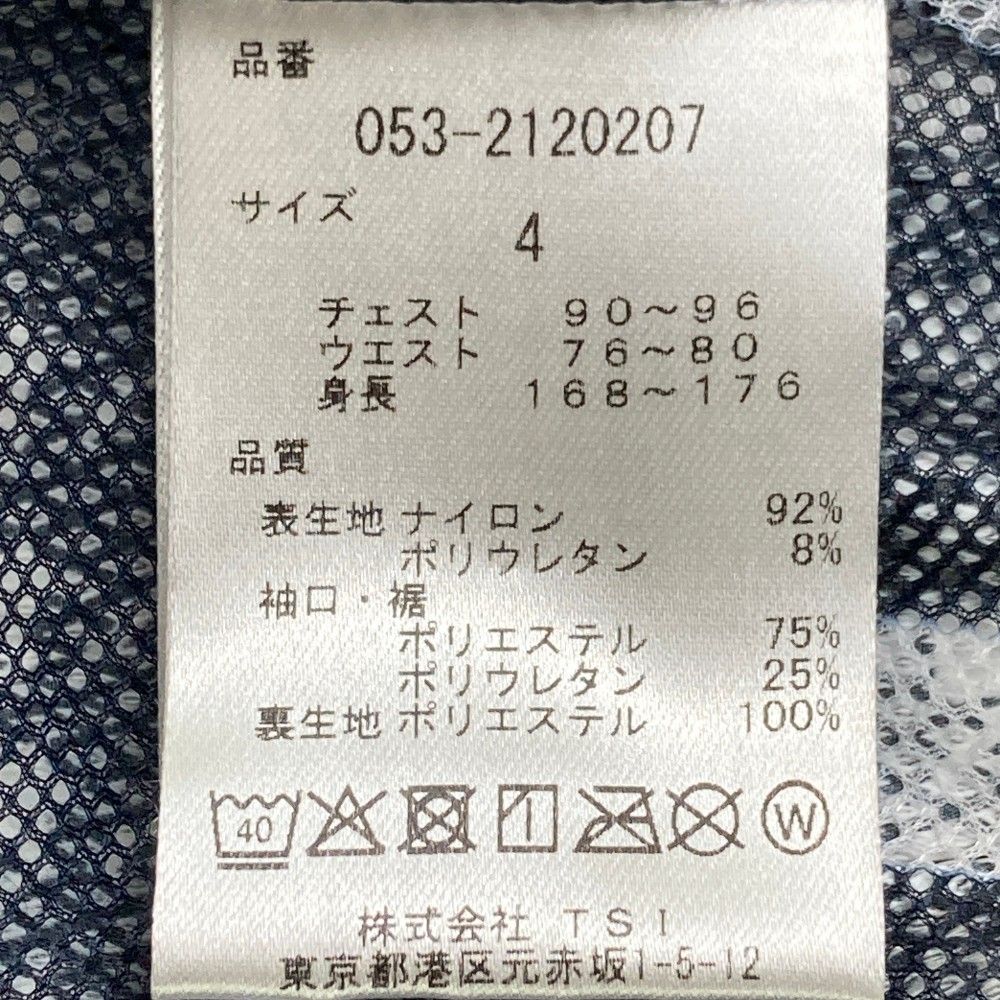 品番
053-2120207
サイズ
4
チェスト 90～96
ウエスト 76～80
身長 168～176
品質
表生地 ナイロン 92%
ポリウレタン 8%
袖口・裾
ポリエステル 75%
ポリウレタン 25%
裏生地 ポリエステル 100%
40 W
株式会社 TSI
東京都港区元赤坂1-5-12